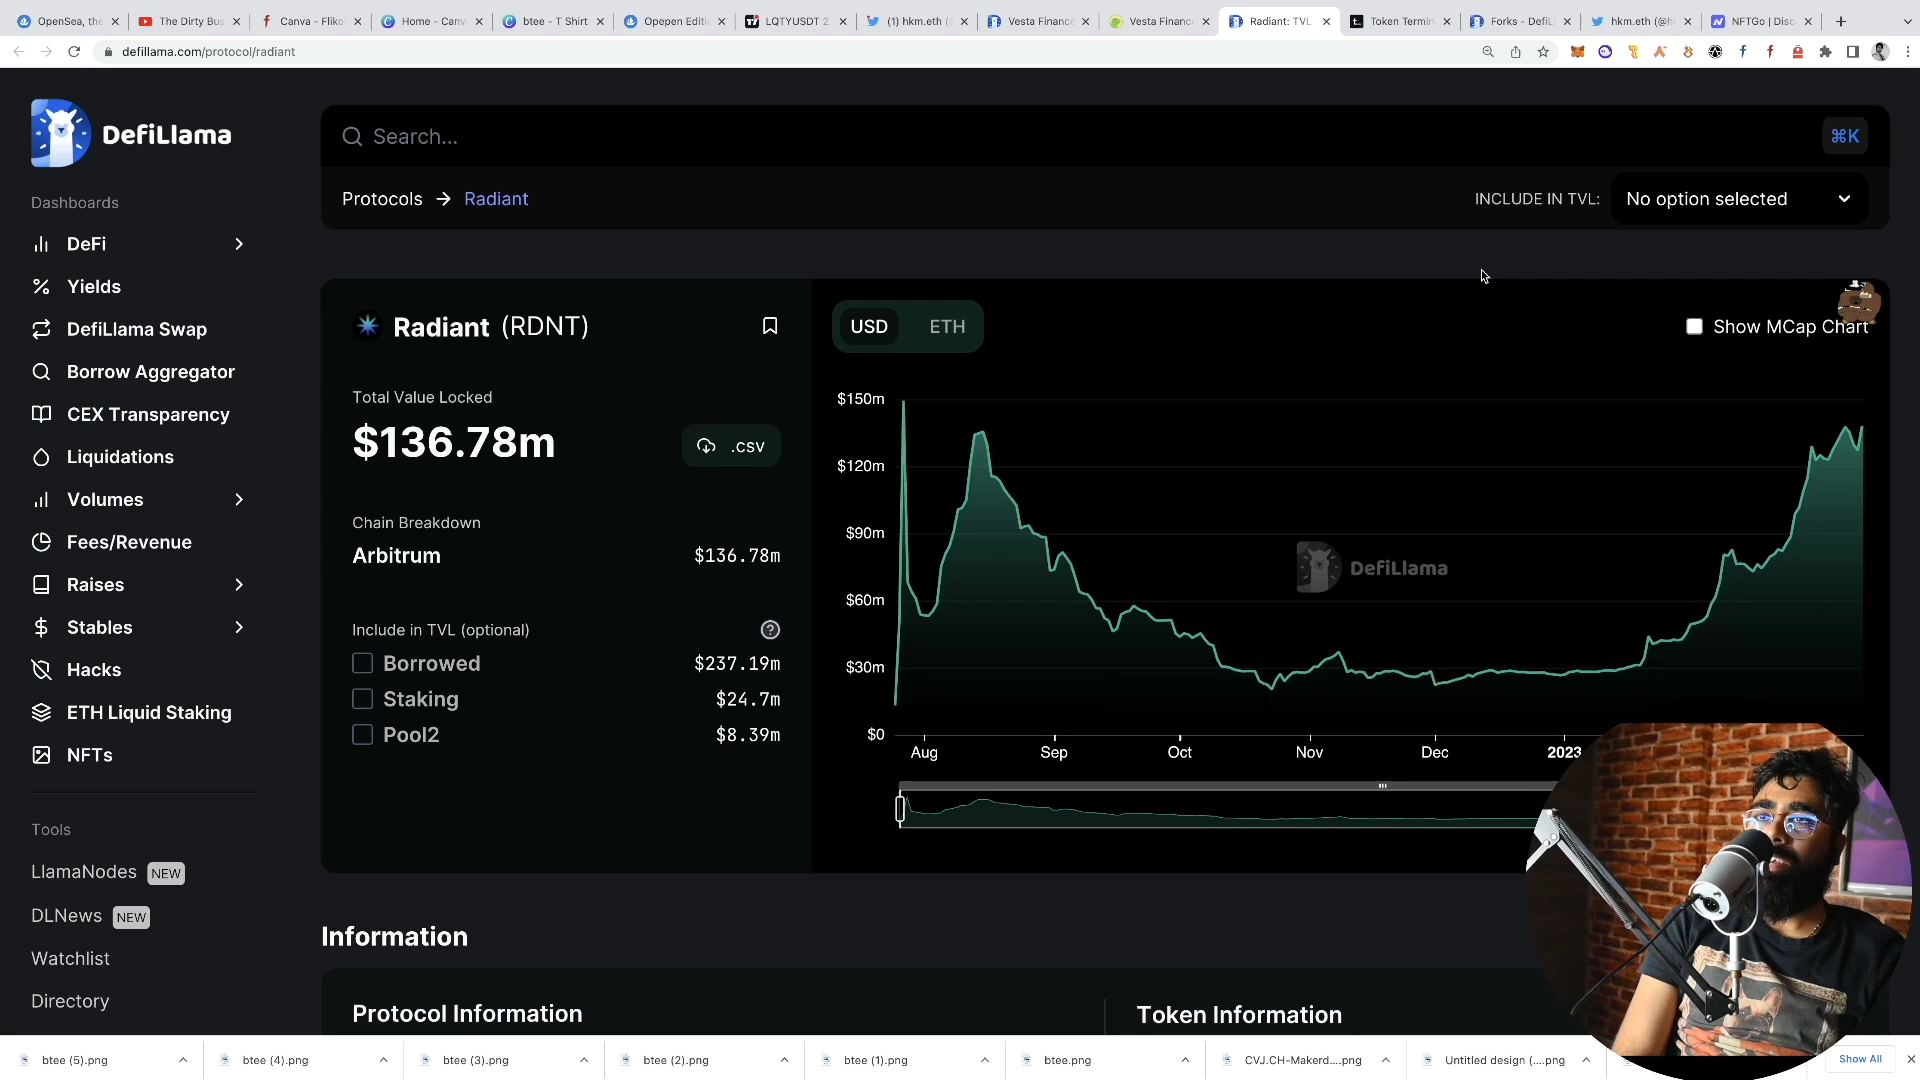 OpenSea, the
The Dirty Bus
Canva – Fliko
Home - Canv
btee – T Shirt
Opepen Editi
LQTYUSDT 2
(1) hkm.eth (
Vesta Finance
Vesta Finance
Radiant: TVL
Token Termin
Forks - DefiL
hkm.eth (@h
NFTGo | Disc
defillama.com/protocol/radiant
DefiLlama
Search...
⌘K
Protocols → Radiant
INCLUDE IN TVL:
No option selected
Dashboards
DeFi
Yields
DefiLlama Swap
Borrow Aggregator
CEX Transparency
Liquidations
Volumes
Fees/Revenue
Raises
Stables
Hacks
ETH Liquid Staking
NFTs
Tools
LlamaNodes NEW
DLNews NEW
Watchlist
Directory
Radiant (RDNT)
Total Value Locked
$136.78m
.csv
Chain Breakdown
Arbitrum $136.78m
Include in TVL (optional) ?
Borrowed $237.19m
Staking $24.7m
Pool2 $8.39m
USD ETH
Show MCap Chart
$150m
$120m
$90m
$60m
$30m
$0
DefiLlama
Aug Sep Oct Nov Dec 2023
Information
Protocol Information
Token Information
btee (5).png
btee (4).png
btee (3).png
btee (2).png
btee (1).png
btee.png
CVJ.CH-Makerd....png
Untitled design (....png
Show All